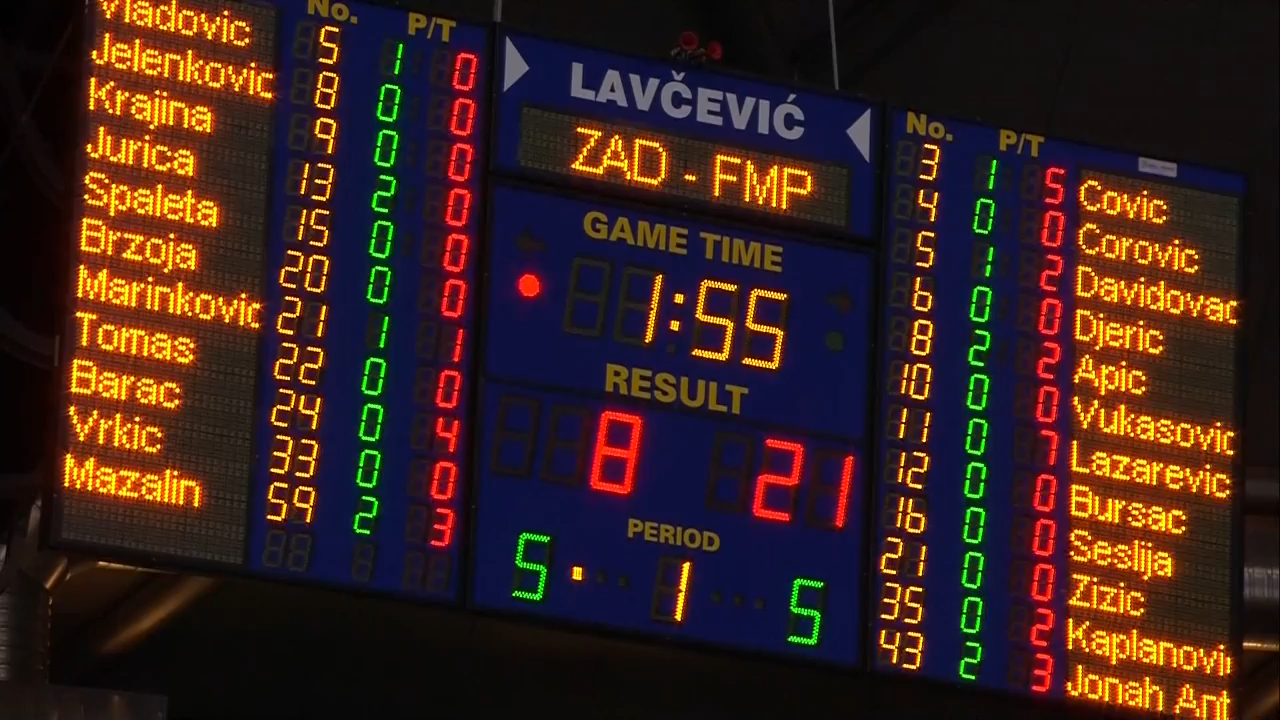 No. P/T
Vladovic 5 1 0
Jelenkovic 8 0 0
Krajina 9 0 0
Jurica 13 2 0
Spaleta 15 0 0
Brzoja 20 0 0
Marinkovic 21 1 1
Tomas 22 0 0
Barac 24 0 4
Vrkic 33 0 0
Mazalin 59 2 3
LAVČEVIĆ
ZAD - FMP
GAME TIME
1:55
RESULT
8 21
PERIOD
5 1 5
No. P/T
3 1 5 Covic
4 0 0 Corovic
5 1 2 Davidovac
6 0 0 Djeric
8 2 2 Apic
10 0 0 Vukasovic
11 0 7 Lazarevic
12 0 0 Bursac
16 0 0 Seslija
21 0 0 Zizic
35 0 2 Kaplanovi
43 2 3 Jonah Ant